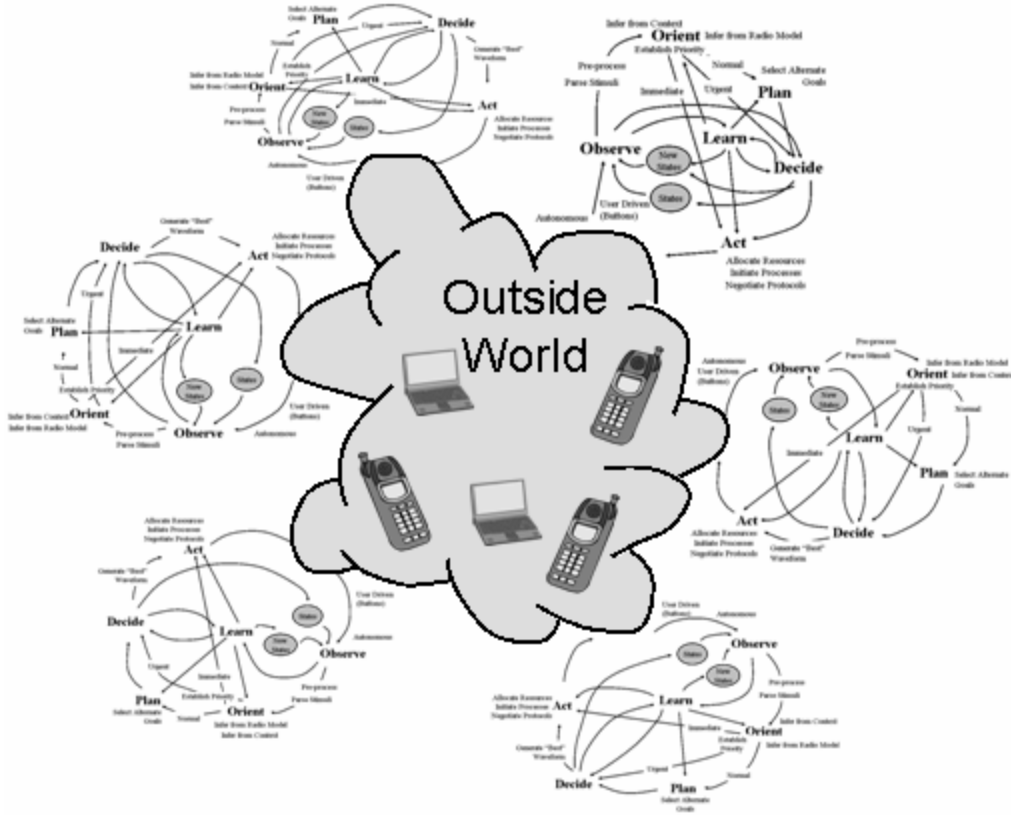 Select Alternate
Goals
Plan
Urgent
Decide
Normal
Generate "Best"
Waveform
Establish
Priority
Learn
Infer from Radio Model
Infer from Context
Orient
Immediate
Act
Pre-process
Parse Stimuli
New
States
States
Allocate Resources
Initiate Processes
Negotiate Protocols
Observe
Autonomous
User Driven
(Buttons)
Infer from Context
Orient
Infer from Radio Model
Establish Priority
Pre-process
Parse Stimuli
Normal
Select Alternate
Goals
Immediate
Urgent
Plan
Learn
Observe
New
States
Decide
States
User Driven
(Buttons)
Autonomous
Act
Allocate Resources
Initiate Processes
Negotiate Protocols
Generate "Best"
Waveform
Decide
Act
Allocate Resources
Initiate Processes
Negotiate Protocols
Urgent
Select Alternate
Goals
Plan
Learn
Immediate
Normal
New
States
States
Establish Priority
Infer from Context
Orient
Infer from Radio Model
Pre-process
Parse Stimuli
Observe
User Driven
(Buttons)
Autonomous
Outside
World
Pre-process
Parse Stimuli
Autonomous
User Driven
(Buttons)
Observe
Infer from Radio Model
Orient
Infer from Context
Establish Priority
States
New
States
Normal
Urgent
Learn
Immediate
Plan
Select Alternate
Goals
Act
Allocate Resources
Initiate Processes
Negotiate Protocols
Decide
Generate "Best"
Waveform
Allocate Resources
Initiate Processes
Negotiate Protocols
Act
Generate "Best"
Waveform
User Driven
(Buttons)
Decide
Learn
States
New
States
Autonomous
Observe
Urgent
Immediate
Pre-process
Parse Stimuli
Plan
Establish Priority
Select Alternate
Goals
Normal
Orient
Infer from Radio Model
Infer from Context
User Driven
(Buttons)
Autonomous
States
Observe
New
States
Pre-process
Parse Stimuli
Allocate Resources
Initiate Processes
Negotiate Protocols
Act
Learn
Immediate
Infer from Context
Orient
Infer from Radio Model
Establish
Priority
Generate "Best"
Waveform
Urgent
Normal
Decide
Plan
Select Alternate
Goals